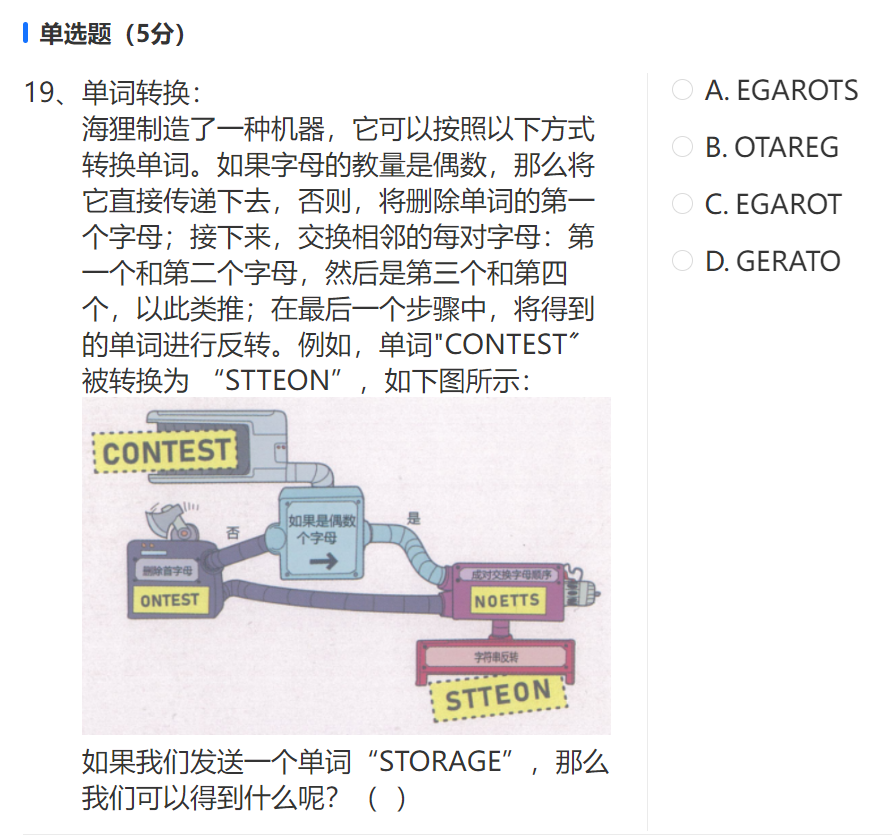 单选题（5分）
19、单词转换：
海狸制造了一种机器，它可以按照以下方式
转换单词。如果字母的教量是偶数，那么将
它直接传递下去，否则，将删除单词的第一
个字母；接下来，交换相邻的每对字母：第
一个和第二个字母，然后是第三个和第四
个，以此类推；在最后一个步骤中，将得到
的单词进行反转。例如，单词"CONTEST〞
被转换为 “STTEON” ，如下图所示：
CONTEST
如果是偶数
个字母
否
是
删除首字母
ONTEST
成对交换字母顺序
NOETTS
字符串反转
STTEON
如果我们发送一个单词“STORAGE” ，那么
我们可以得到什么呢？（ ）
A. EGAROTS
B. OTAREG
C. EGAROT
D. GERATO